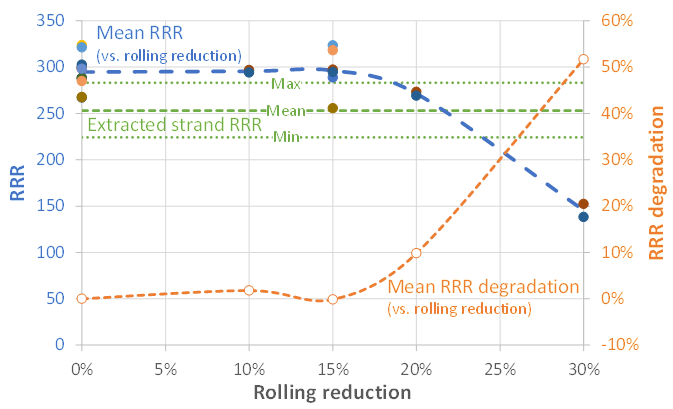 350
300
250
200
150
100
50
0
RRR
60%
50%
40%
30%
20%
10%
0%
-10%
RRR degradation
Mean RRR
(vs. rolling reduction)
Max
Mean
Extracted strand RRR
Min
Mean RRR degradation
(vs. rolling reduction)
0%
5%
10%
15%
20%
25%
30%
Rolling reduction